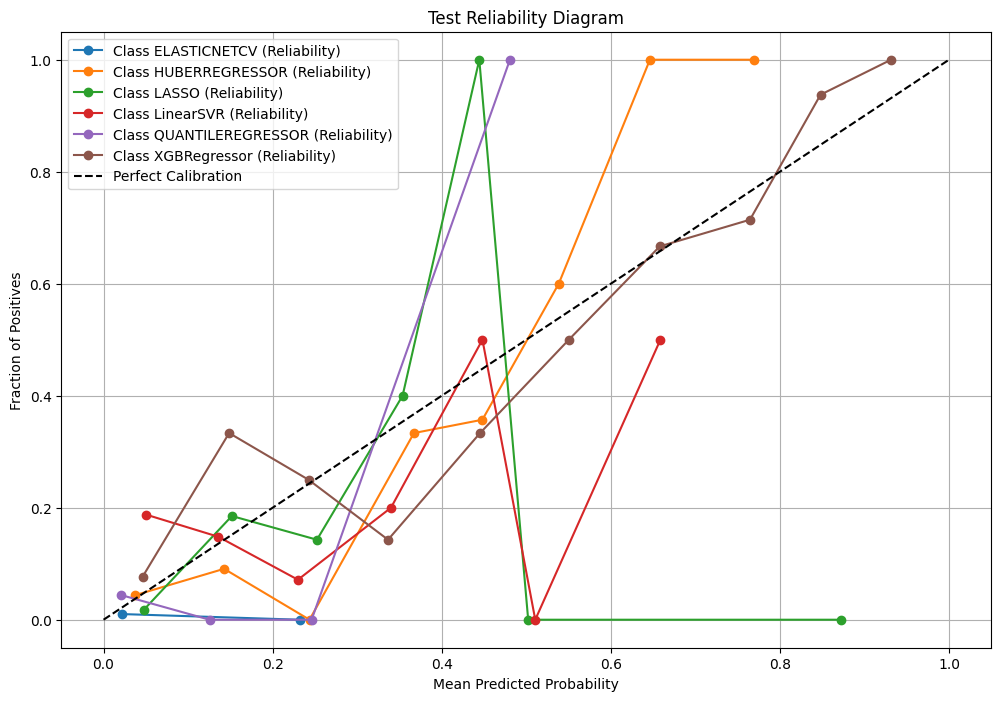 Test Reliability Diagram
Class ELASTICNETCV (Reliability)
Class HUBERREGRESSOR (Reliability)
Class LASSO (Reliability)
Class LinearSVR (Reliability)
Class QUANTILEREGRESSOR (Reliability)
Class XGBRegressor (Reliability)
Perfect Calibration
Fraction of Positives
1.0
0.8
0.6
0.4
0.2
0.0
0.0 0.2 0.4 0.6 0.8 1.0
Mean Predicted Probability